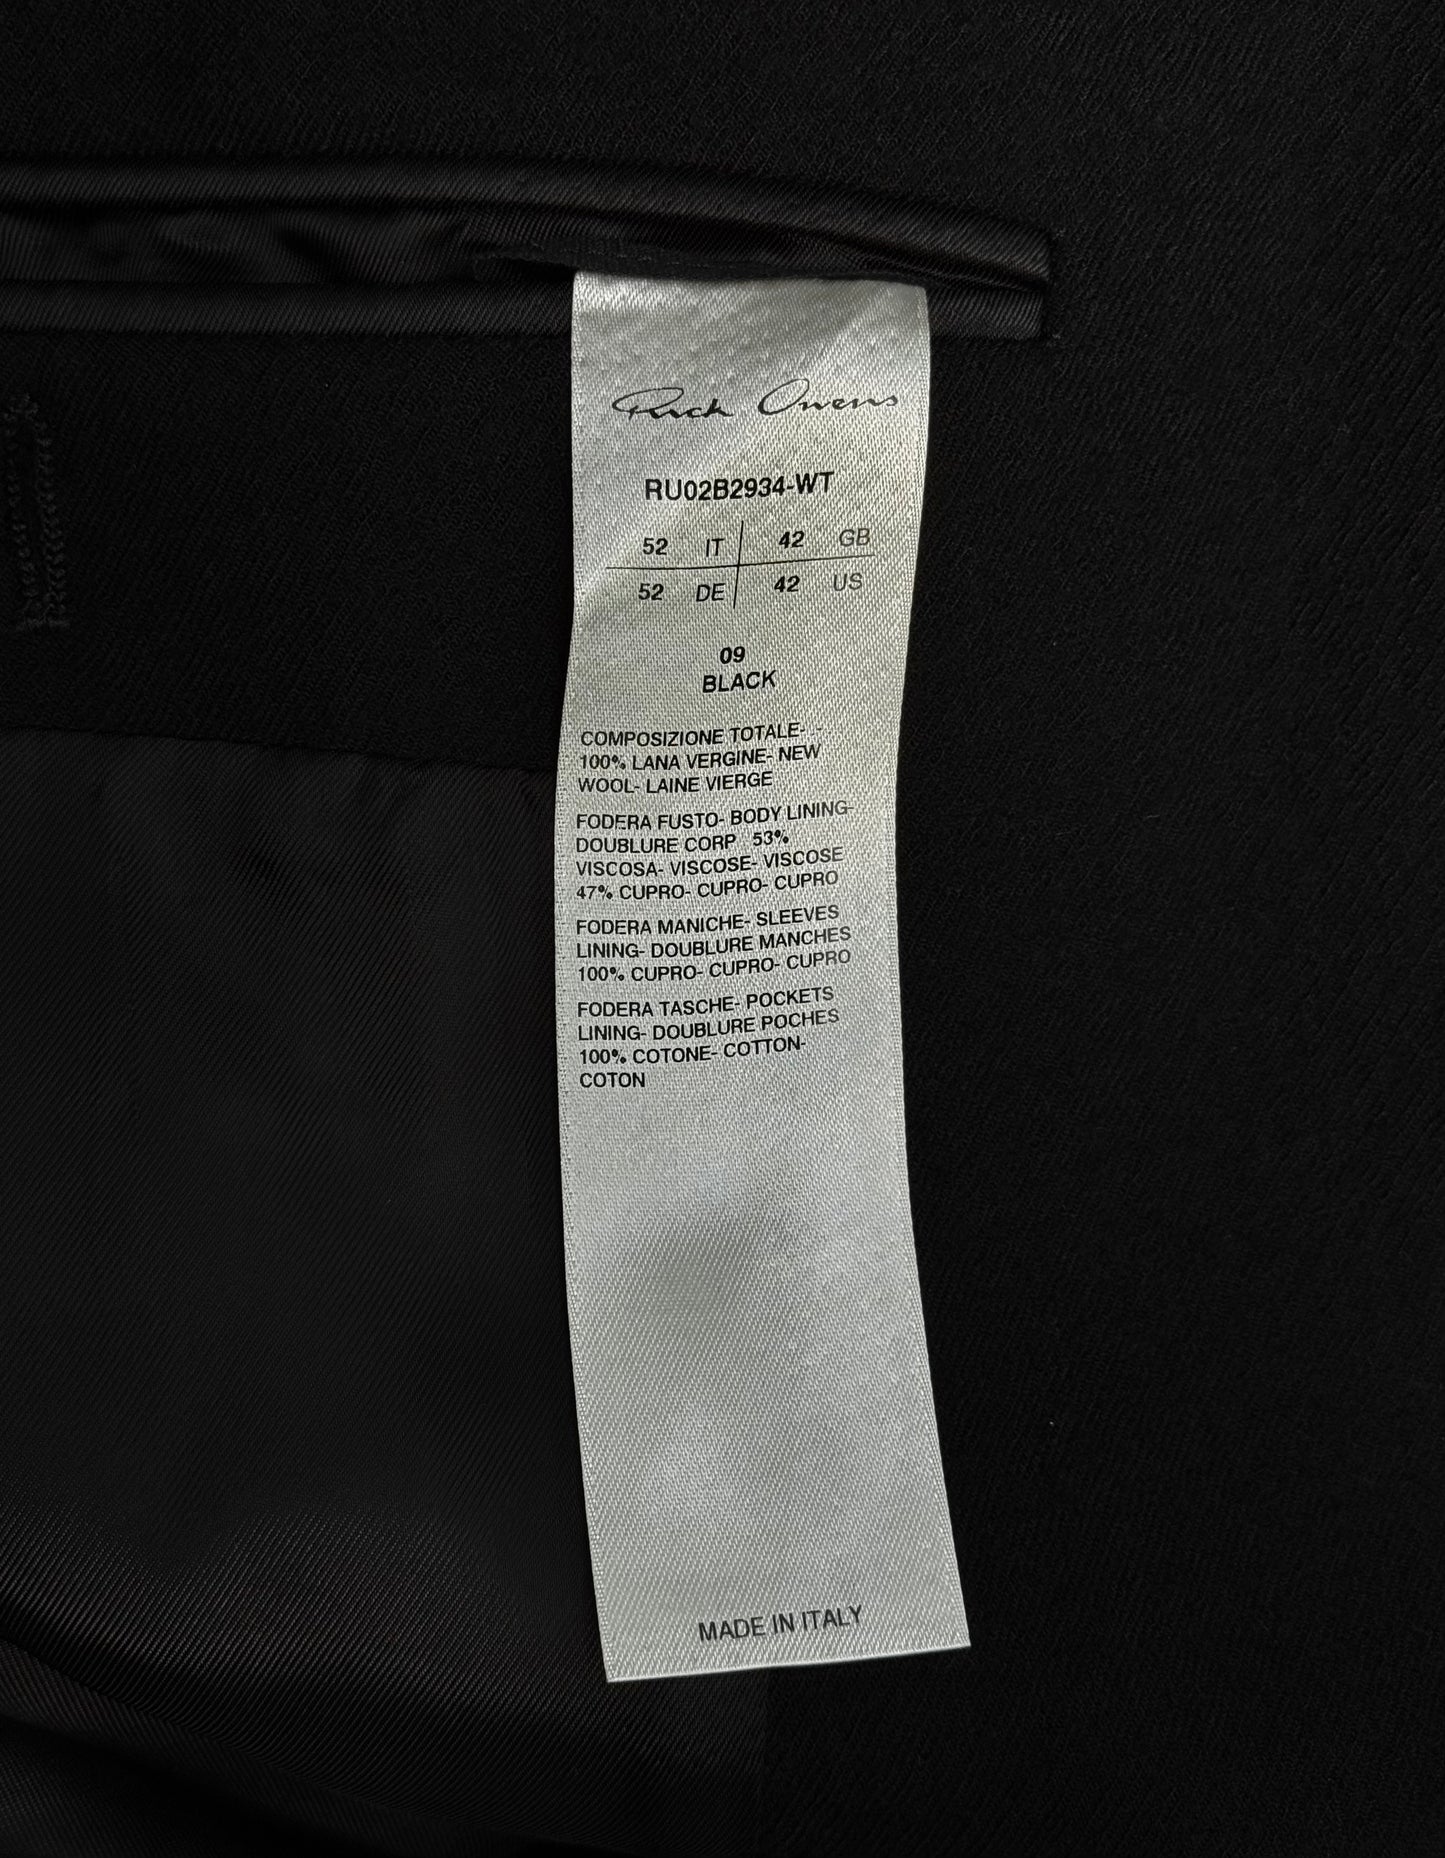 Rick Owens
RU02B2934-WT
52 IT 42 GB
52 DE 42 US
09
BLACK
COMPOSIZIONE TOTALE- -
100% LANA VERGINE- NEW
WOOL- LAINE VIERGE
FODERA FUSTO- BODY LINING-
DOUBLURE CORP 53%
VISCOSA- VISCOSE- VISCOSE
47% CUPRO- CUPRO- CUPRO
FODERA MANICHE- SLEEVES
LINING- DOUBLURE MANCHES
100% CUPRO- CUPRO- CUPRO
FODERA TASCHE- POCKETS
LINING- DOUBLURE POCHES
100% COTONE- COTTON-
COTON
MADE IN ITALY